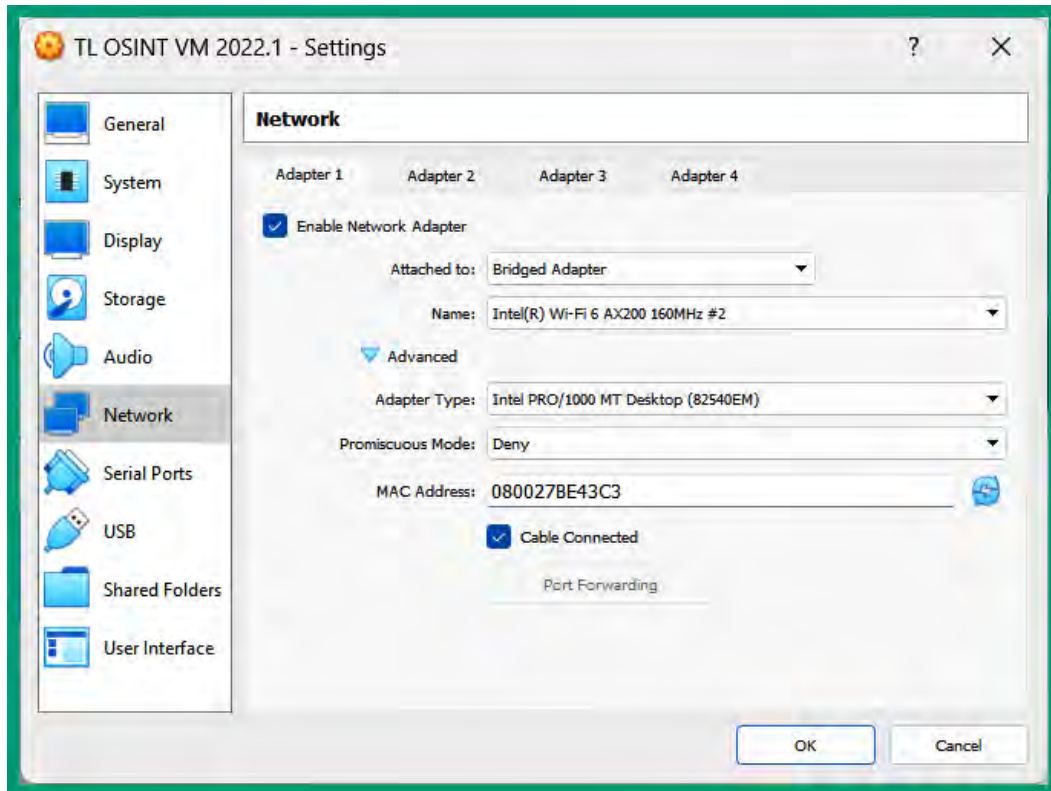 TL OSINT VM 2022.1 - Settings
?
General
System
Display
Storage
Audio
Network
Serial Ports
USB
Shared Folders
User Interface
Network
Adapter 1 Adapter 2 Adapter 3 Adapter 4
Enable Network Adapter
Attached to: Bridged Adapter
Name: Intel(R) Wi-Fi 6 AX200 160MHz #2
Advanced
Adapter Type: Intel PRO/1000 MT Desktop (82540EM)
Promiscuous Mode: Deny
MAC Address: 080027BE43C3
Cable Connected
Port Forwarding
OK Cancel